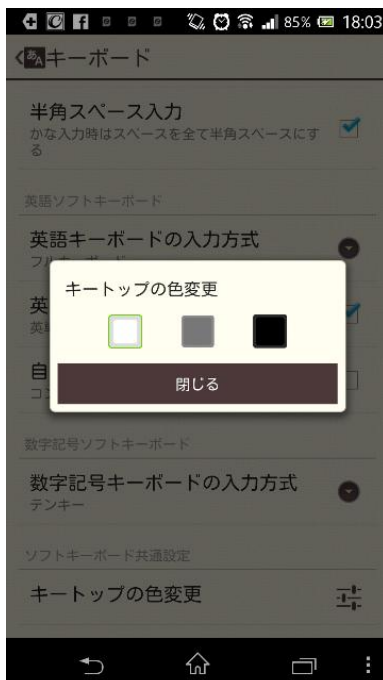 85% 18:03
キーボード
半角スペース入力
かな入力時はスペースを全て半角スペースにす
る
英語ソフトキーボード
英語キーボードの入力方式
キートップの色変更
英
閉じる
自
数字記号ソフトキーボード
数字記号キーボードの入力方式
テンキー
ソフトキーボード共通設定
キートップの色変更